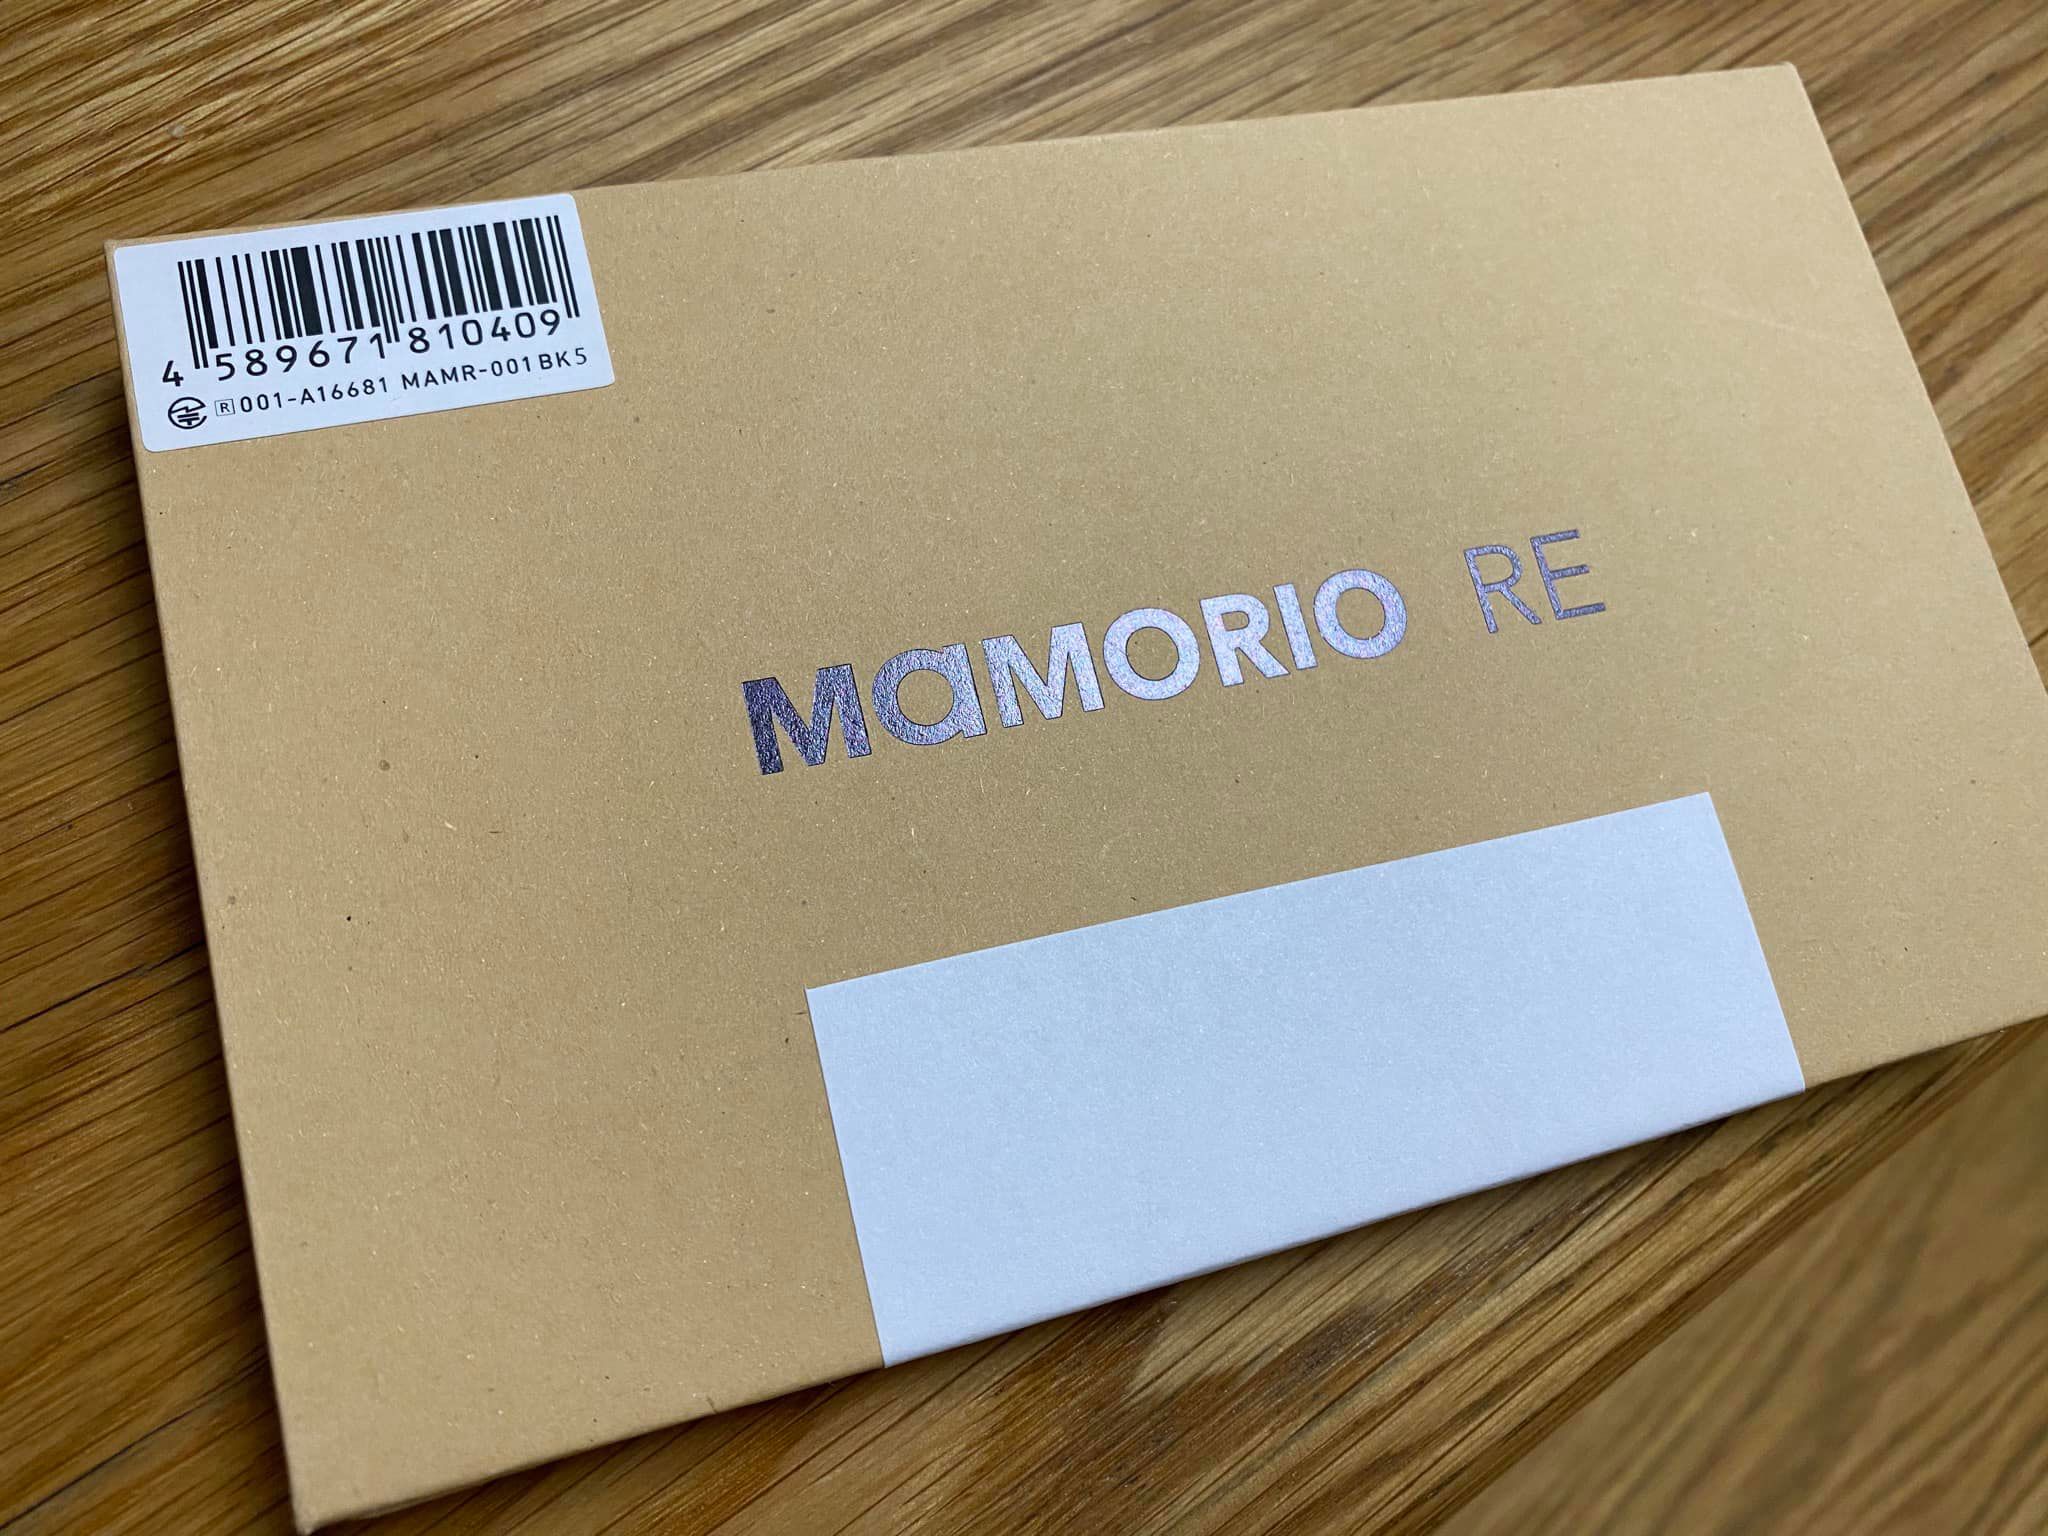 4 589671 810409
R 001-A16681 MAMR-001BK5
MaMORIO RE